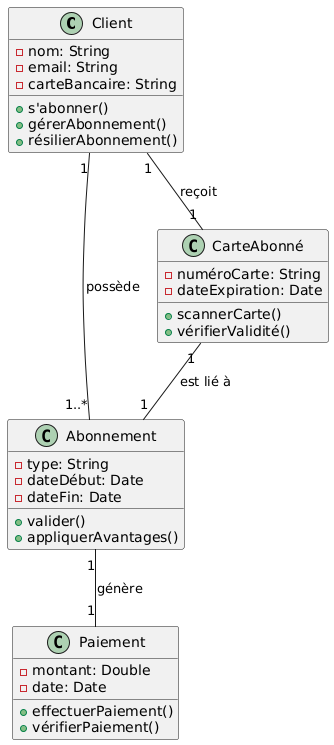 C Client
nom: String
email: String
carteBancaire: String
s'abonner()
gérerAbonnement()
résilierAbonnement()
1
1
reçoit
1
C CarteAbonné
numéroCarte: String
dateExpiration: Date
scannerCarte()
vérifierValidité()
possède
1
est lié à
1..*
1
C Abonnement
type: String
dateDébut: Date
dateFin: Date
valider()
appliquerAvantages()
1
génère
1
C Paiement
montant: Double
date: Date
effectuerPaiement()
vérifierPaiement()